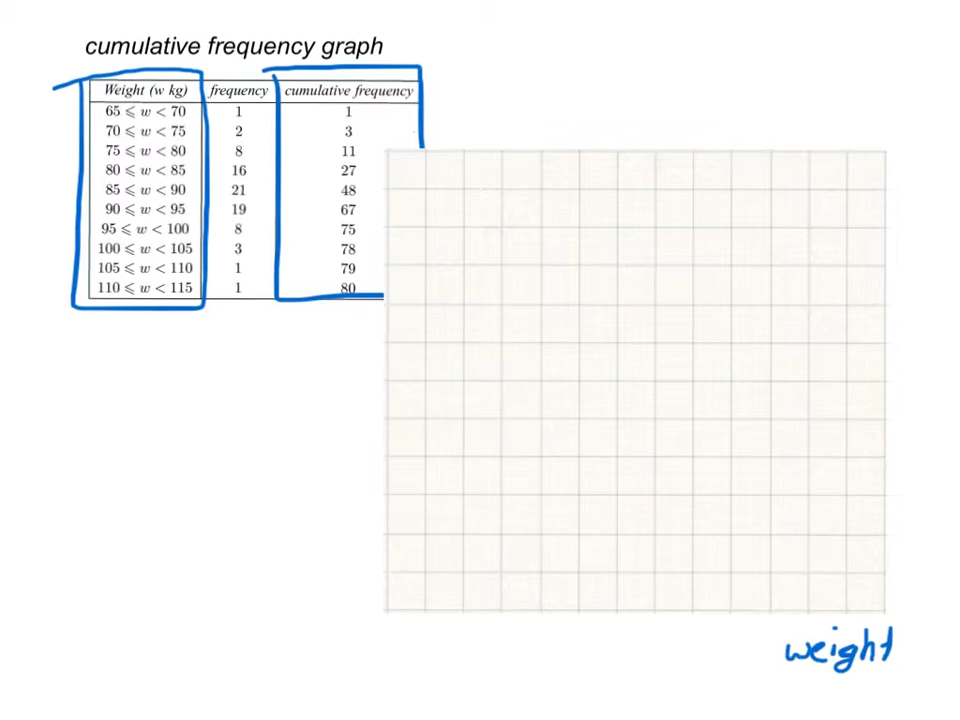 cumulative frequency graph
Weight (w kg) frequency cumulative frequency
65 ⩽ w < 70 1 1
70 ⩽ w < 75 2 3
75 ⩽ w < 80 8 11
80 ⩽ w < 85 16 27
85 ⩽ w < 90 21 48
90 ⩽ w < 95 19 67
95 ⩽ w < 100 8 75
100 ⩽ w < 105 3 78
105 ⩽ w < 110 1 79
110 ⩽ w < 115 1 80
weight